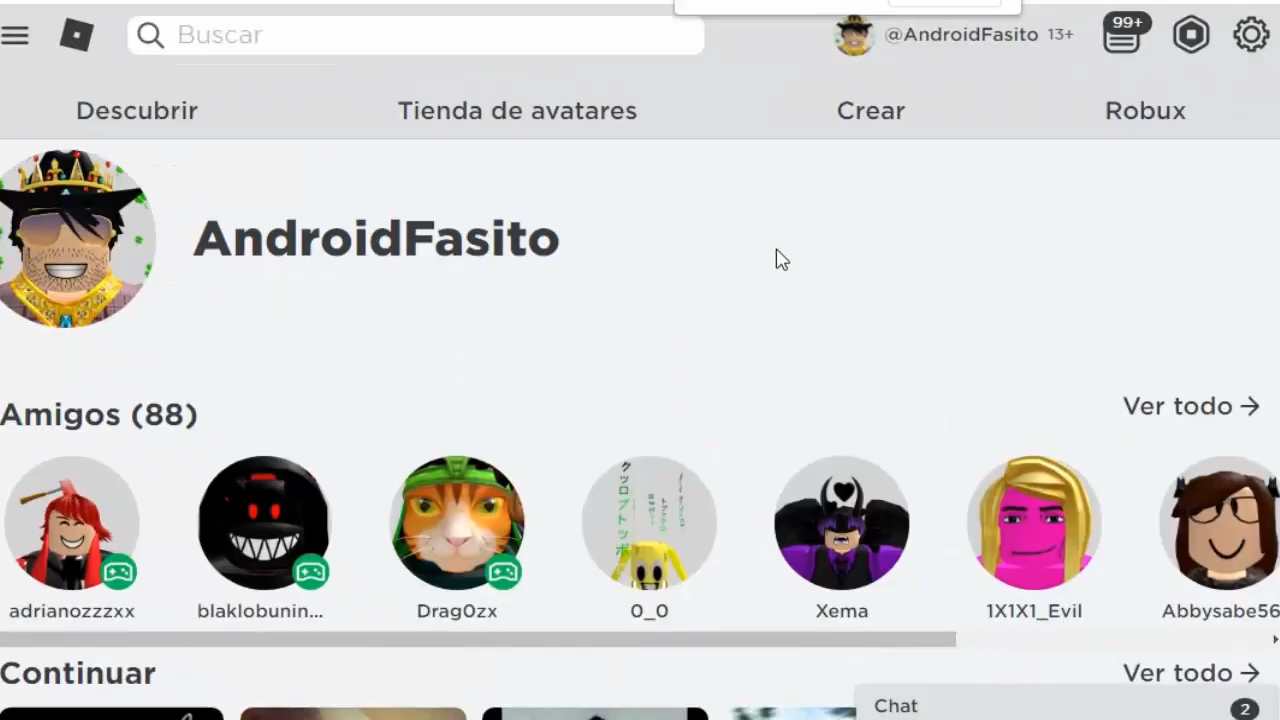 Buscar
@AndroidFasito 13+
99+
Descubrir
Tienda de avatares
Crear
Robux
AndroidFasito
Amigos (88)
Ver todo →
adrianozzzxx
blaklobunin...
Drag0zx
0_0
Xema
1X1X1_Evil
Abbysabe56
Continuar
Ver todo →
Chat
2